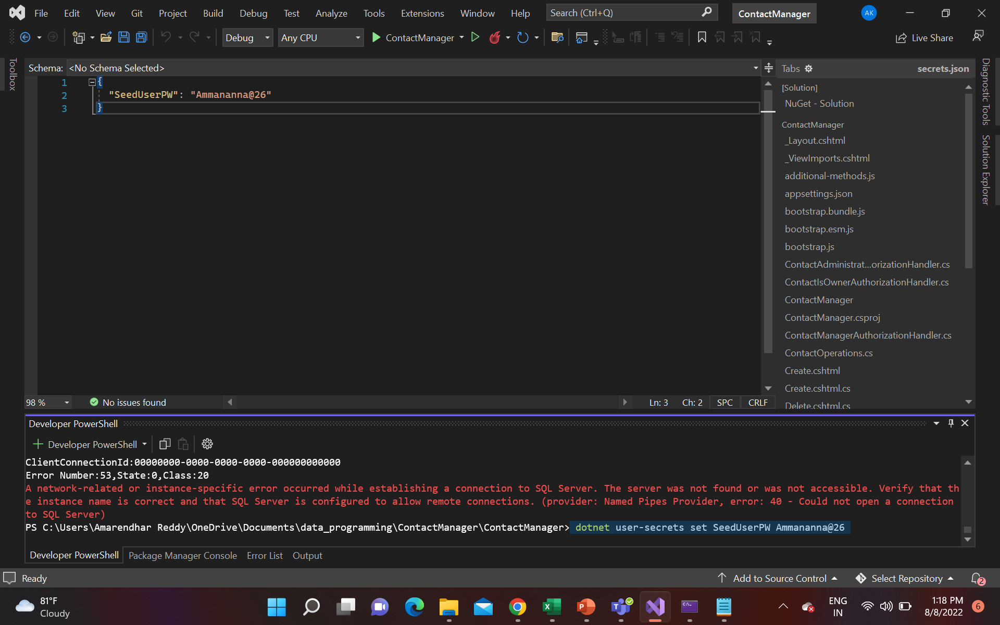 File Edit View Git Project Build Debug Test Analyze Tools Extensions Window Help Search (Ctrl+Q) ContactManager AK
Debug Any CPU ContactManager Live Share
Toolbox
Schema: <No Schema Selected>
1 {
2 "SeedUserPW": "Ammananna@26"
3 }
Tabs secrets.json
[Solution]
NuGet - Solution
ContactManager
_Layout.cshtml
_ViewImports.cshtml
additional-methods.js
appsettings.json
bootstrap.bundle.js
bootstrap.esm.js
bootstrap.js
ContactAdministrat...orizationHandler.cs
ContactIsOwnerAuthorizationHandler.cs
ContactManager
ContactManager.csproj
ContactManagerAuthorizationHandler.cs
ContactOperations.cs
Create.cshtml
Create.cshtml.cs
Delete.cshtml.cs
Diagnostic Tools
Solution Explorer
98 % No issues found Ln: 3 Ch: 2 SPC CRLF
Developer PowerShell
Developer PowerShell
ClientConnectionId:00000000-0000-0000-0000-000000000000
Error Number:53,State:0,Class:20
A network-related or instance-specific error occurred while establishing a connection to SQL Server. The server was not found or was not accessible. Verify that th
e instance name is correct and that SQL Server is configured to allow remote connections. (provider: Named Pipes Provider, error: 40 - Could not open a connection
to SQL Server)
PS C:\Users\Amarendhar Reddy\OneDrive\Documents\data_programming\ContactManager\ContactManager> dotnet user-secrets set SeedUserPW Ammananna@26
Developer PowerShell Package Manager Console Error List Output
Ready Add to Source Control Select Repository 2
81°F
Cloudy
ENG
IN
1:18 PM
8/8/2022
6